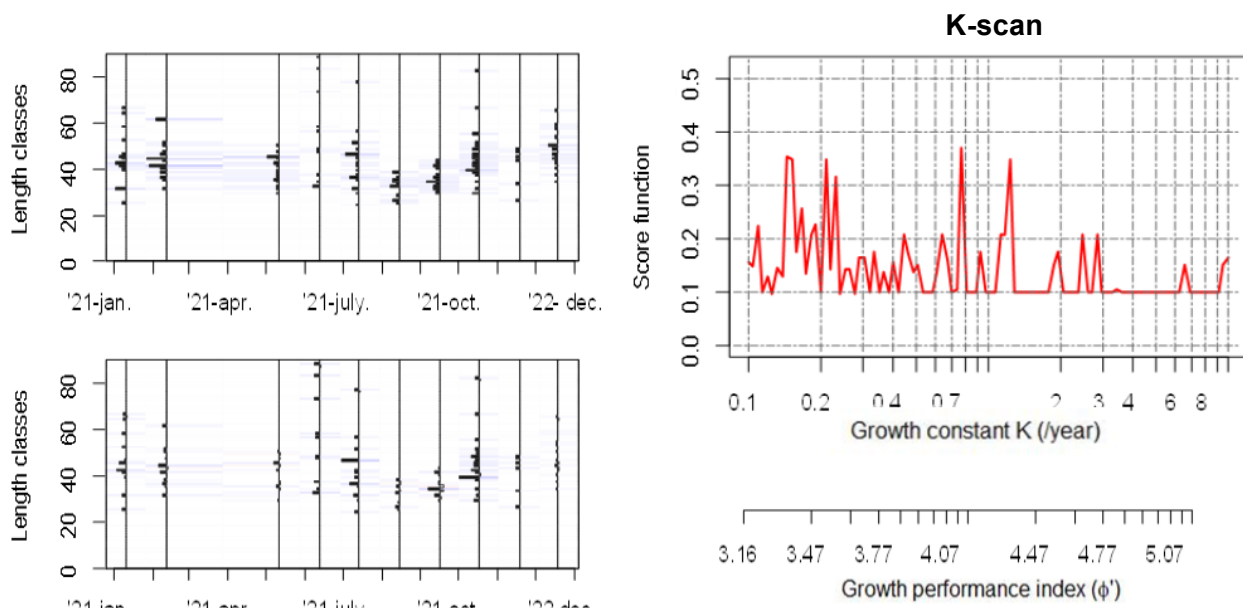 Length classes
0 20 40 60 80
'21-jan. '21-apr. '21-july. '21-oct. '22- dec.
Length classes
0 20 40 60 80
K-scan
Score function
0.0 0.1 0.2 0.3 0.4 0.5
0.1 0.2 0.4 0.7 2 3 4 6 8
Growth constant K (/year)
3.16 3.47 3.77 4.07 4.47 4.77 5.07
Growth performance index (ϕ')